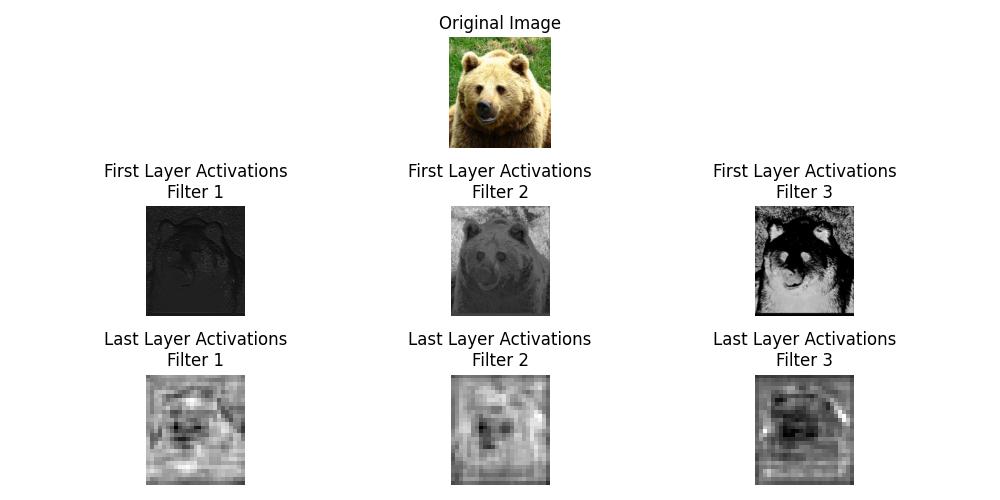 Original Image
First Layer Activations
Filter 1
First Layer Activations
Filter 2
First Layer Activations
Filter 3
Last Layer Activations
Filter 1
Last Layer Activations
Filter 2
Last Layer Activations
Filter 3